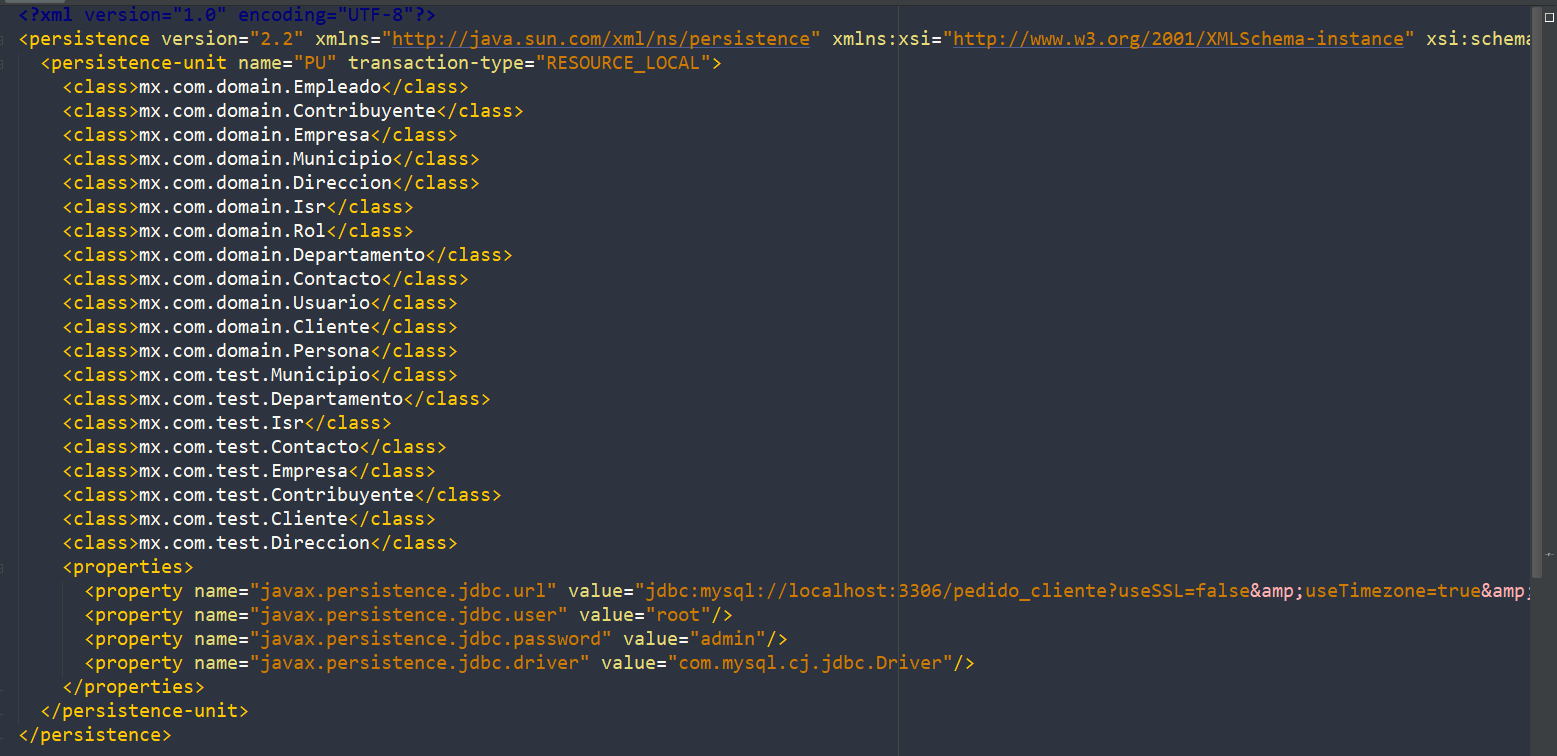 <?xml version="1.0" encoding="UTF-8"?>
<persistence version="2.2" xmlns="http://java.sun.com/xml/ns/persistence" xmlns:xsi="http://www.w3.org/2001/XMLSchema-instance" xsi:schema
<persistence-unit name="PU" transaction-type="RESOURCE_LOCAL">
<class>mx.com.domain.Empleado</class>
<class>mx.com.domain.Contribuyente</class>
<class>mx.com.domain.Empresa</class>
<class>mx.com.domain.Municipio</class>
<class>mx.com.domain.Direccion</class>
<class>mx.com.domain.Isr</class>
<class>mx.com.domain.Rol</class>
<class>mx.com.domain.Departamento</class>
<class>mx.com.domain.Contacto</class>
<class>mx.com.domain.Usuario</class>
<class>mx.com.domain.Cliente</class>
<class>mx.com.domain.Persona</class>
<class>mx.com.test.Municipio</class>
<class>mx.com.test.Departamento</class>
<class>mx.com.test.Isr</class>
<class>mx.com.test.Contacto</class>
<class>mx.com.test.Empresa</class>
<class>mx.com.test.Contribuyente</class>
<class>mx.com.test.Cliente</class>
<class>mx.com.test.Direccion</class>
<properties>
<property name="javax.persistence.jdbc.url" value="jdbc:mysql://localhost:3306/pedido_cliente?useSSL=false&amp;useTimezone=true&amp;
<property name="javax.persistence.jdbc.user" value="root"/>
<property name="javax.persistence.jdbc.password" value="admin"/>
<property name="javax.persistence.jdbc.driver" value="com.mysql.cj.jdbc.Driver"/>
</properties>
</persistence-unit>
</persistence>